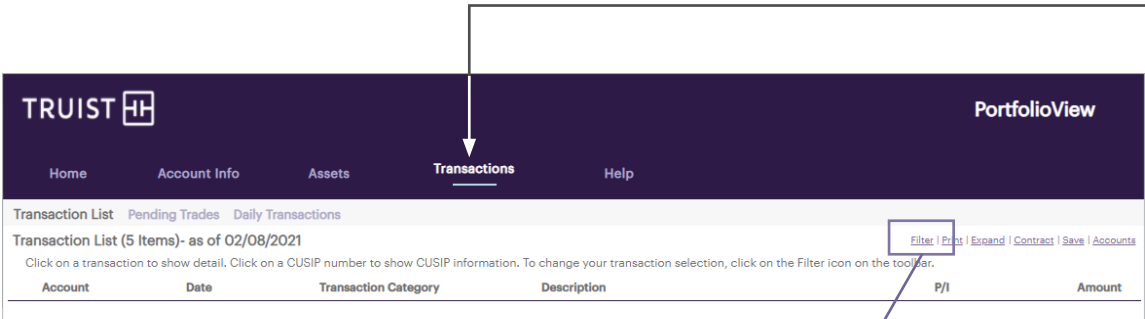 TRUIST
PortfolioView
Home Account Info Assets Transactions Help
Transaction List Pending Trades Daily Transactions
Transaction List (5 Items)- as of 02/08/2021
Filter | Print | Expand | Contract | Save | Accounts
Click on a transaction to show detail. Click on a CUSIP number to show CUSIP information. To change your transaction selection, click on the Filter icon on the toolbar.
Account Date Transaction Category Description P/I Amount